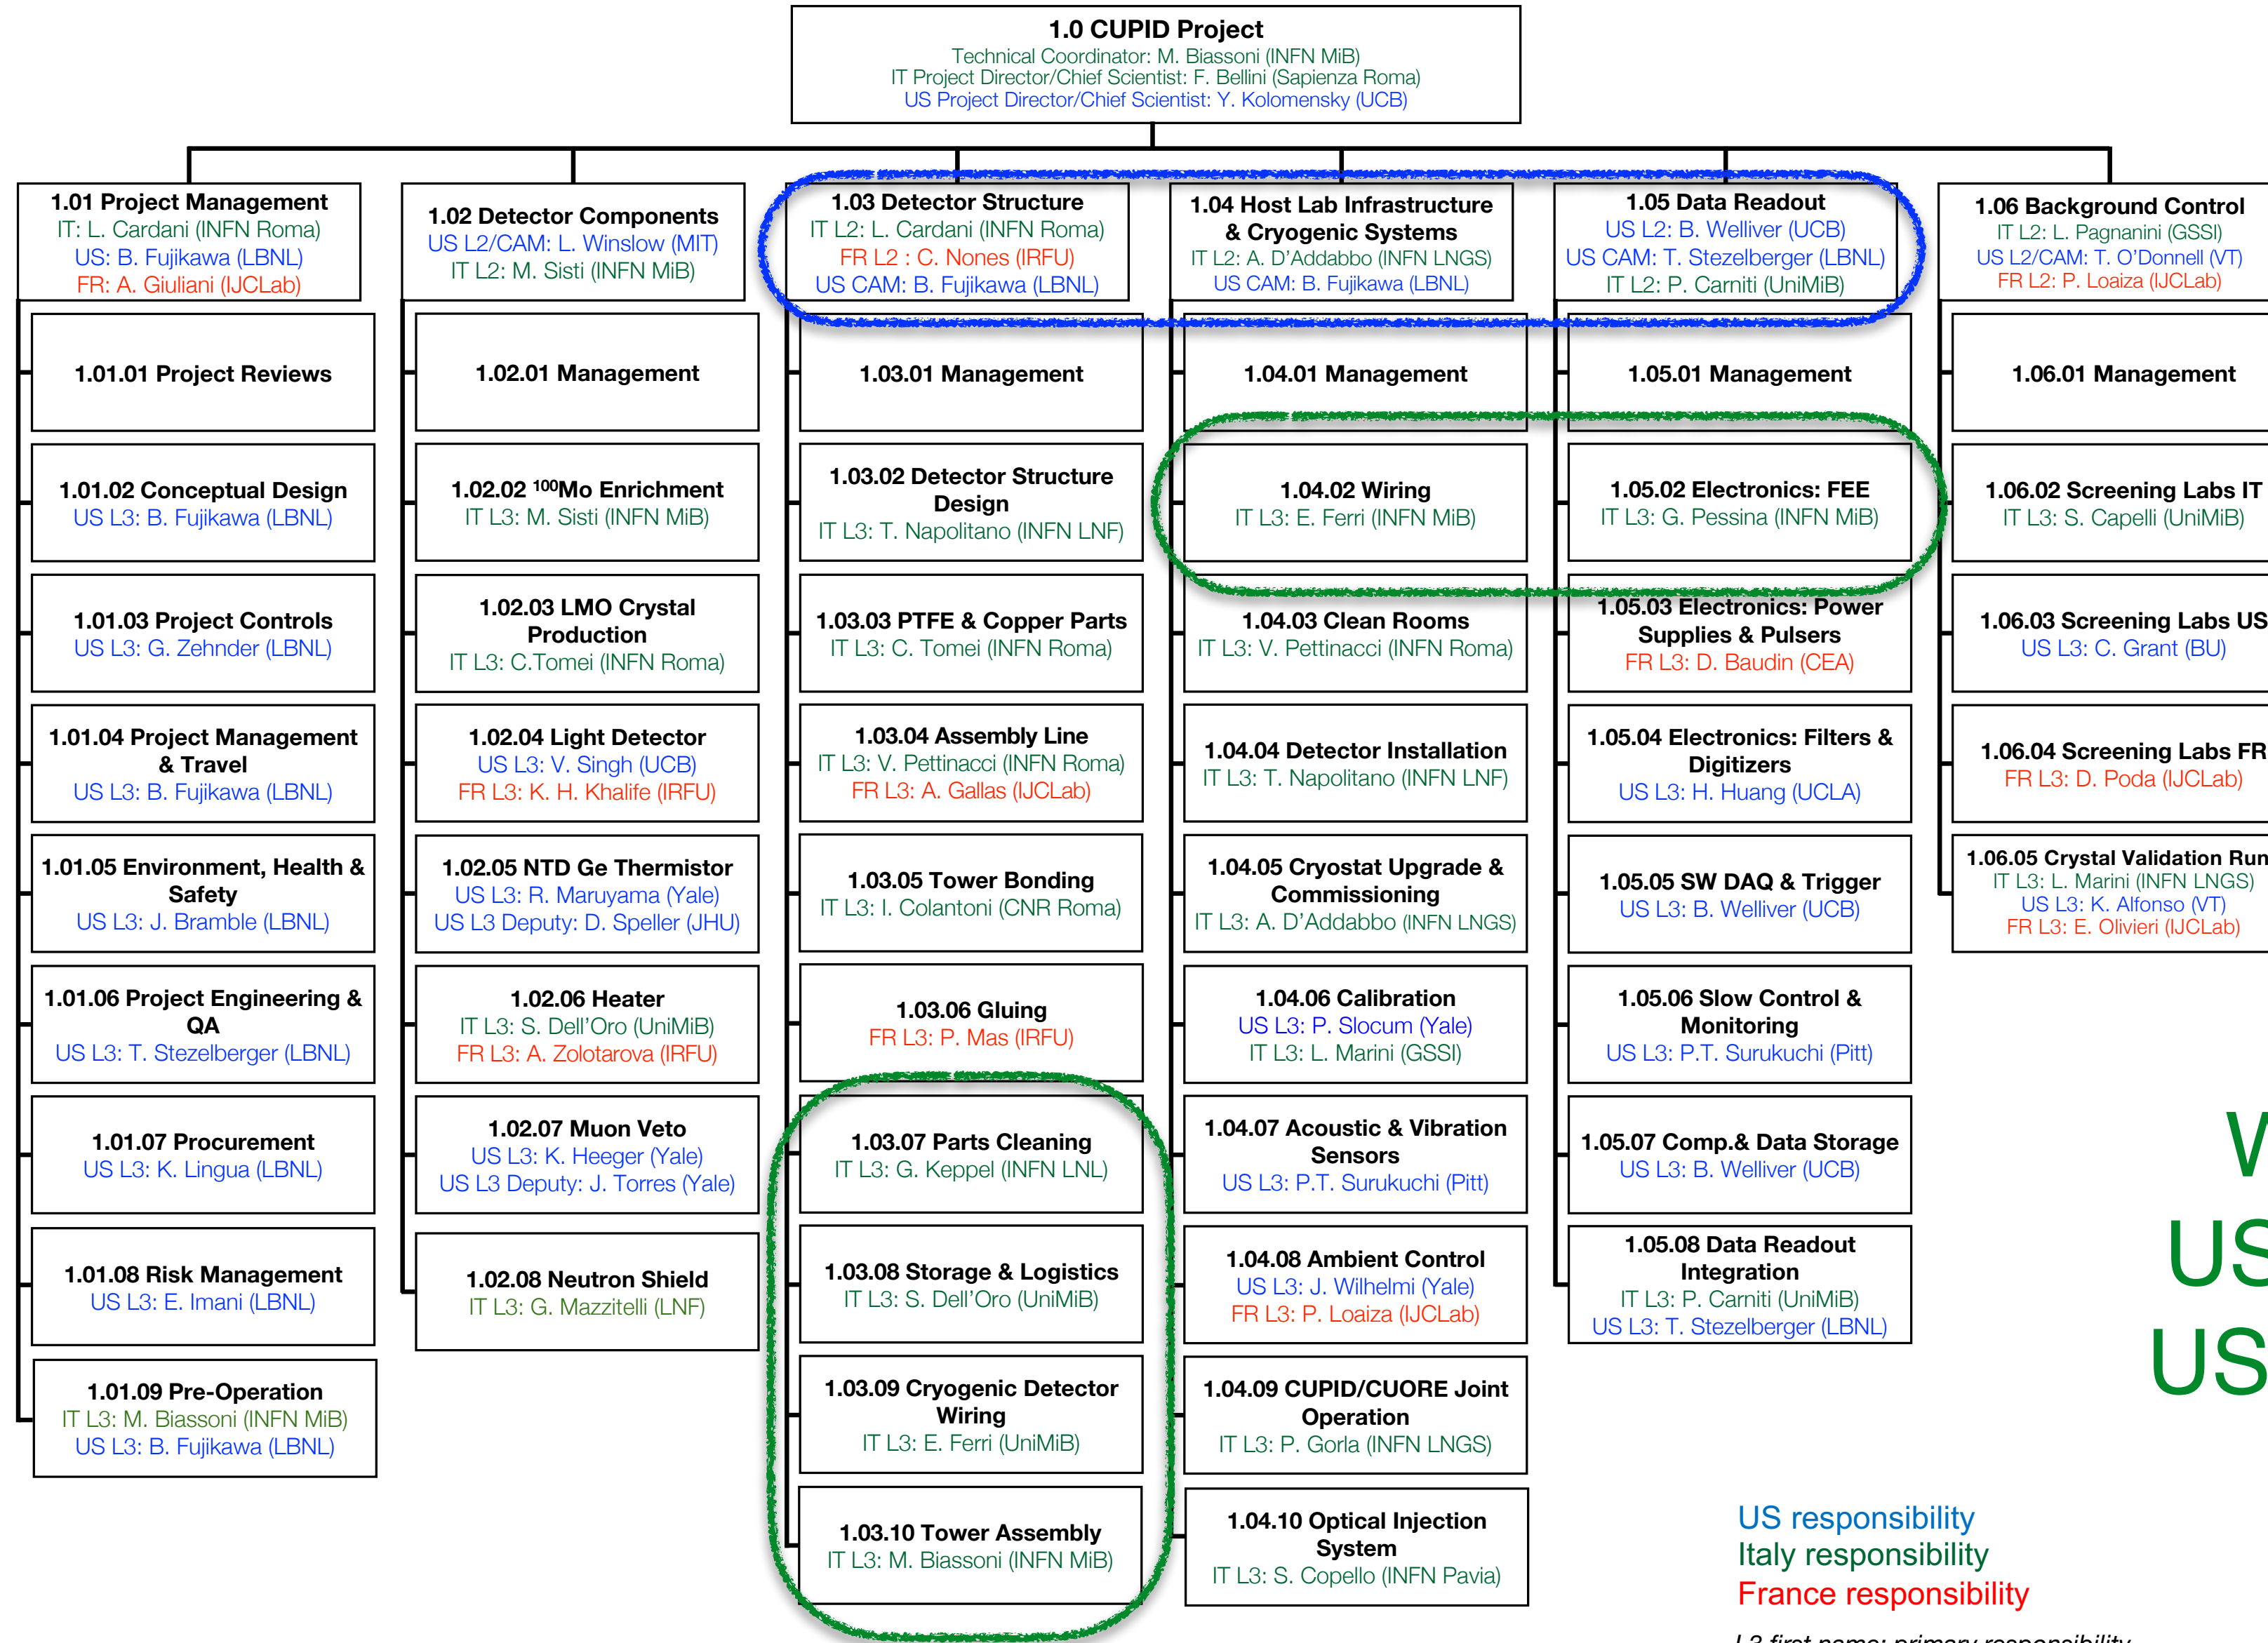 1.0 CUPID Project
Technical Coordinator: M. Biassoni (INFN MiB)
IT Project Director/Chief Scientist: F. Bellini (Sapienza Roma)
US Project Director/Chief Scientist: Y. Kolomensky (UCB)
1.01 Project Management
IT: L. Cardani (INFN Roma)
US: B. Fujikawa (LBNL)
FR: A. Giuliani (IJCLab)
1.01.01 Project Reviews
1.01.02 Conceptual Design
US L3: B. Fujikawa (LBNL)
1.01.03 Project Controls
US L3: G. Zehnder (LBNL)
1.01.04 Project Management
& Travel
US L3: B. Fujikawa (LBNL)
1.01.05 Environment, Health &
Safety
US L3: J. Bramble (LBNL)
1.01.06 Project Engineering &
QA
US L3: T. Stezelberger (LBNL)
1.01.07 Procurement
US L3: K. Lingua (LBNL)
1.01.08 Risk Management
US L3: E. Imani (LBNL)
1.01.09 Pre-Operation
IT L3: M. Biassoni (INFN MiB)
US L3: B. Fujikawa (LBNL)
1.02 Detector Components
US L2/CAM: L. Winslow (MIT)
IT L2: M. Sisti (INFN MiB)
1.02.01 Management
1.02.02 ¹⁰⁰Mo Enrichment
IT L3: M. Sisti (INFN MiB)
1.02.03 LMO Crystal
Production
IT L3: C.Tomei (INFN Roma)
1.02.04 Light Detector
US L3: V. Singh (UCB)
FR L3: K. H. Khalife (IRFU)
1.02.05 NTD Ge Thermistor
US L3: R. Maruyama (Yale)
US L3 Deputy: D. Speller (JHU)
1.02.06 Heater
IT L3: S. Dell'Oro (UniMiB)
FR L3: A. Zolotarova (IRFU)
1.02.07 Muon Veto
US L3: K. Heeger (Yale)
US L3 Deputy: J. Torres (Yale)
1.02.08 Neutron Shield
IT L3: G. Mazzitelli (LNF)
1.03 Detector Structure
IT L2: L. Cardani (INFN Roma)
FR L2 : C. Nones (IRFU)
US CAM: B. Fujikawa (LBNL)
1.03.01 Management
1.03.02 Detector Structure
Design
IT L3: T. Napolitano (INFN LNF)
1.03.03 PTFE & Copper Parts
IT L3: C. Tomei (INFN Roma)
1.03.04 Assembly Line
IT L3: V. Pettinacci (INFN Roma)
FR L3: A. Gallas (IJCLab)
1.03.05 Tower Bonding
IT L3: I. Colantoni (CNR Roma)
1.03.06 Gluing
FR L3: P. Mas (IRFU)
1.03.07 Parts Cleaning
IT L3: G. Keppel (INFN LNL)
1.03.08 Storage & Logistics
IT L3: S. Dell'Oro (UniMiB)
1.03.09 Cryogenic Detector
Wiring
IT L3: E. Ferri (UniMiB)
1.03.10 Tower Assembly
IT L3: M. Biassoni (INFN MiB)
1.04 Host Lab Infrastructure
& Cryogenic Systems
IT L2: A. D'Addabbo (INFN LNGS)
US CAM: B. Fujikawa (LBNL)
1.04.01 Management
1.04.02 Wiring
IT L3: E. Ferri (INFN MiB)
1.04.03 Clean Rooms
IT L3: V. Pettinacci (INFN Roma)
1.04.04 Detector Installation
IT L3: T. Napolitano (INFN LNF)
1.04.05 Cryostat Upgrade &
Commissioning
IT L3: A. D'Addabbo (INFN LNGS)
1.04.06 Calibration
US L3: P. Slocum (Yale)
IT L3: L. Marini (GSSI)
1.04.07 Acoustic & Vibration
Sensors
US L3: P.T. Surukuchi (Pitt)
1.04.08 Ambient Control
US L3: J. Wilhelmi (Yale)
FR L3: P. Loaiza (IJCLab)
1.04.09 CUPID/CUORE Joint
Operation
IT L3: P. Gorla (INFN LNGS)
1.04.10 Optical Injection
System
IT L3: S. Copello (INFN Pavia)
1.05 Data Readout
US L2: B. Welliver (UCB)
US CAM: T. Stezelberger (LBNL)
IT L2: P. Carniti (UniMiB)
1.05.01 Management
1.05.02 Electronics: FEE
IT L3: G. Pessina (INFN MiB)
1.05.03 Electronics: Power
Supplies & Pulsers
FR L3: D. Baudin (CEA)
1.05.04 Electronics: Filters &
Digitizers
US L3: H. Huang (UCLA)
1.05.05 SW DAQ & Trigger
US L3: B. Welliver (UCB)
1.05.06 Slow Control &
Monitoring
US L3: P.T. Surukuchi (Pitt)
1.05.07 Comp.& Data Storage
US L3: B. Welliver (UCB)
1.05.08 Data Readout
Integration
IT L3: P. Carniti (UniMiB)
US L3: T. Stezelberger (LBNL)
1.06 Background Control
IT L2: L. Pagnanini (GSSI)
US L2/CAM: T. O'Donnell (VT)
FR L2: P. Loaiza (IJCLab)
1.06.01 Management
1.06.02 Screening Labs IT
IT L3: S. Capelli (UniMiB)
1.06.03 Screening Labs US
US L3: C. Grant (BU)
1.06.04 Screening Labs FR
FR L3: D. Poda (IJCLab)
1.06.05 Crystal Validation Run
IT L3: L. Marini (INFN LNGS)
US L3: K. Alfonso (VT)
FR L3: E. Olivieri (IJCLab)
US
US
US responsibility
Italy responsibility
France responsibility
L3 first name: primary responsibility